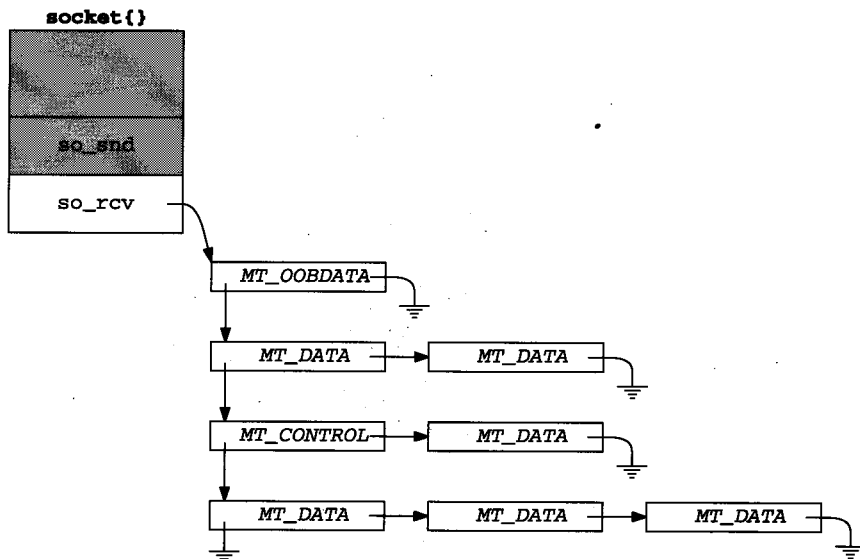 socket{}
so_snd
so_rcv
MT_OOBDATA
MT_DATA MT_DATA
MT_CONTROL MT_DATA
MT_DATA MT_DATA MT_DATA